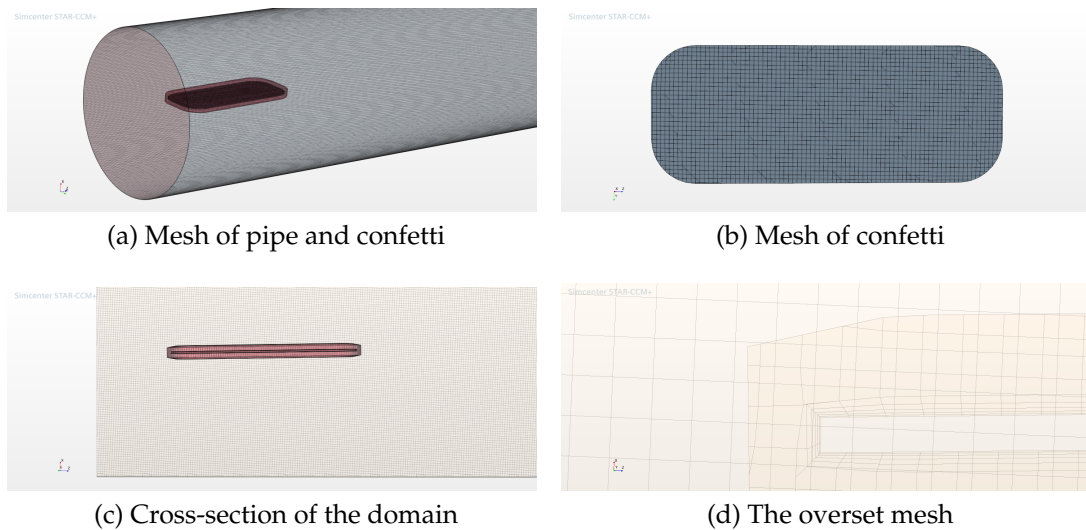 Simcenter STAR-CCM+
Simcenter STAR-CCM+
(a) Mesh of pipe and confetti
(b) Mesh of confetti
Simcenter STAR-CCM+
Simcenter STAR-CCM+
(c) Cross-section of the domain
(d) The overset mesh